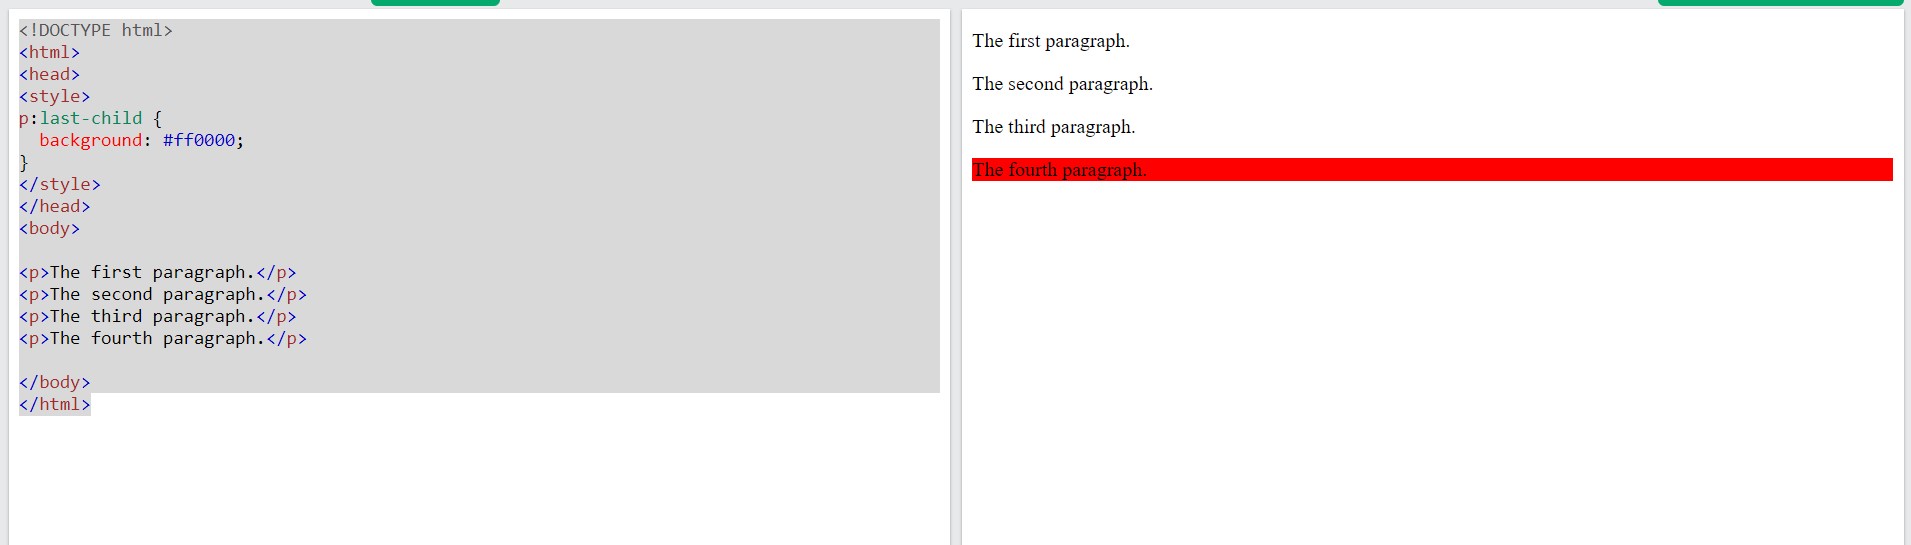 <!DOCTYPE html>
<html>
<head>
<style>
p:last-child {
  background: #ff0000;
}
</style>
</head>
<body>

<p>The first paragraph.</p>
<p>The second paragraph.</p>
<p>The third paragraph.</p>
<p>The fourth paragraph.</p>

</body>
</html>
The first paragraph.
The second paragraph.
The third paragraph.
The fourth paragraph.